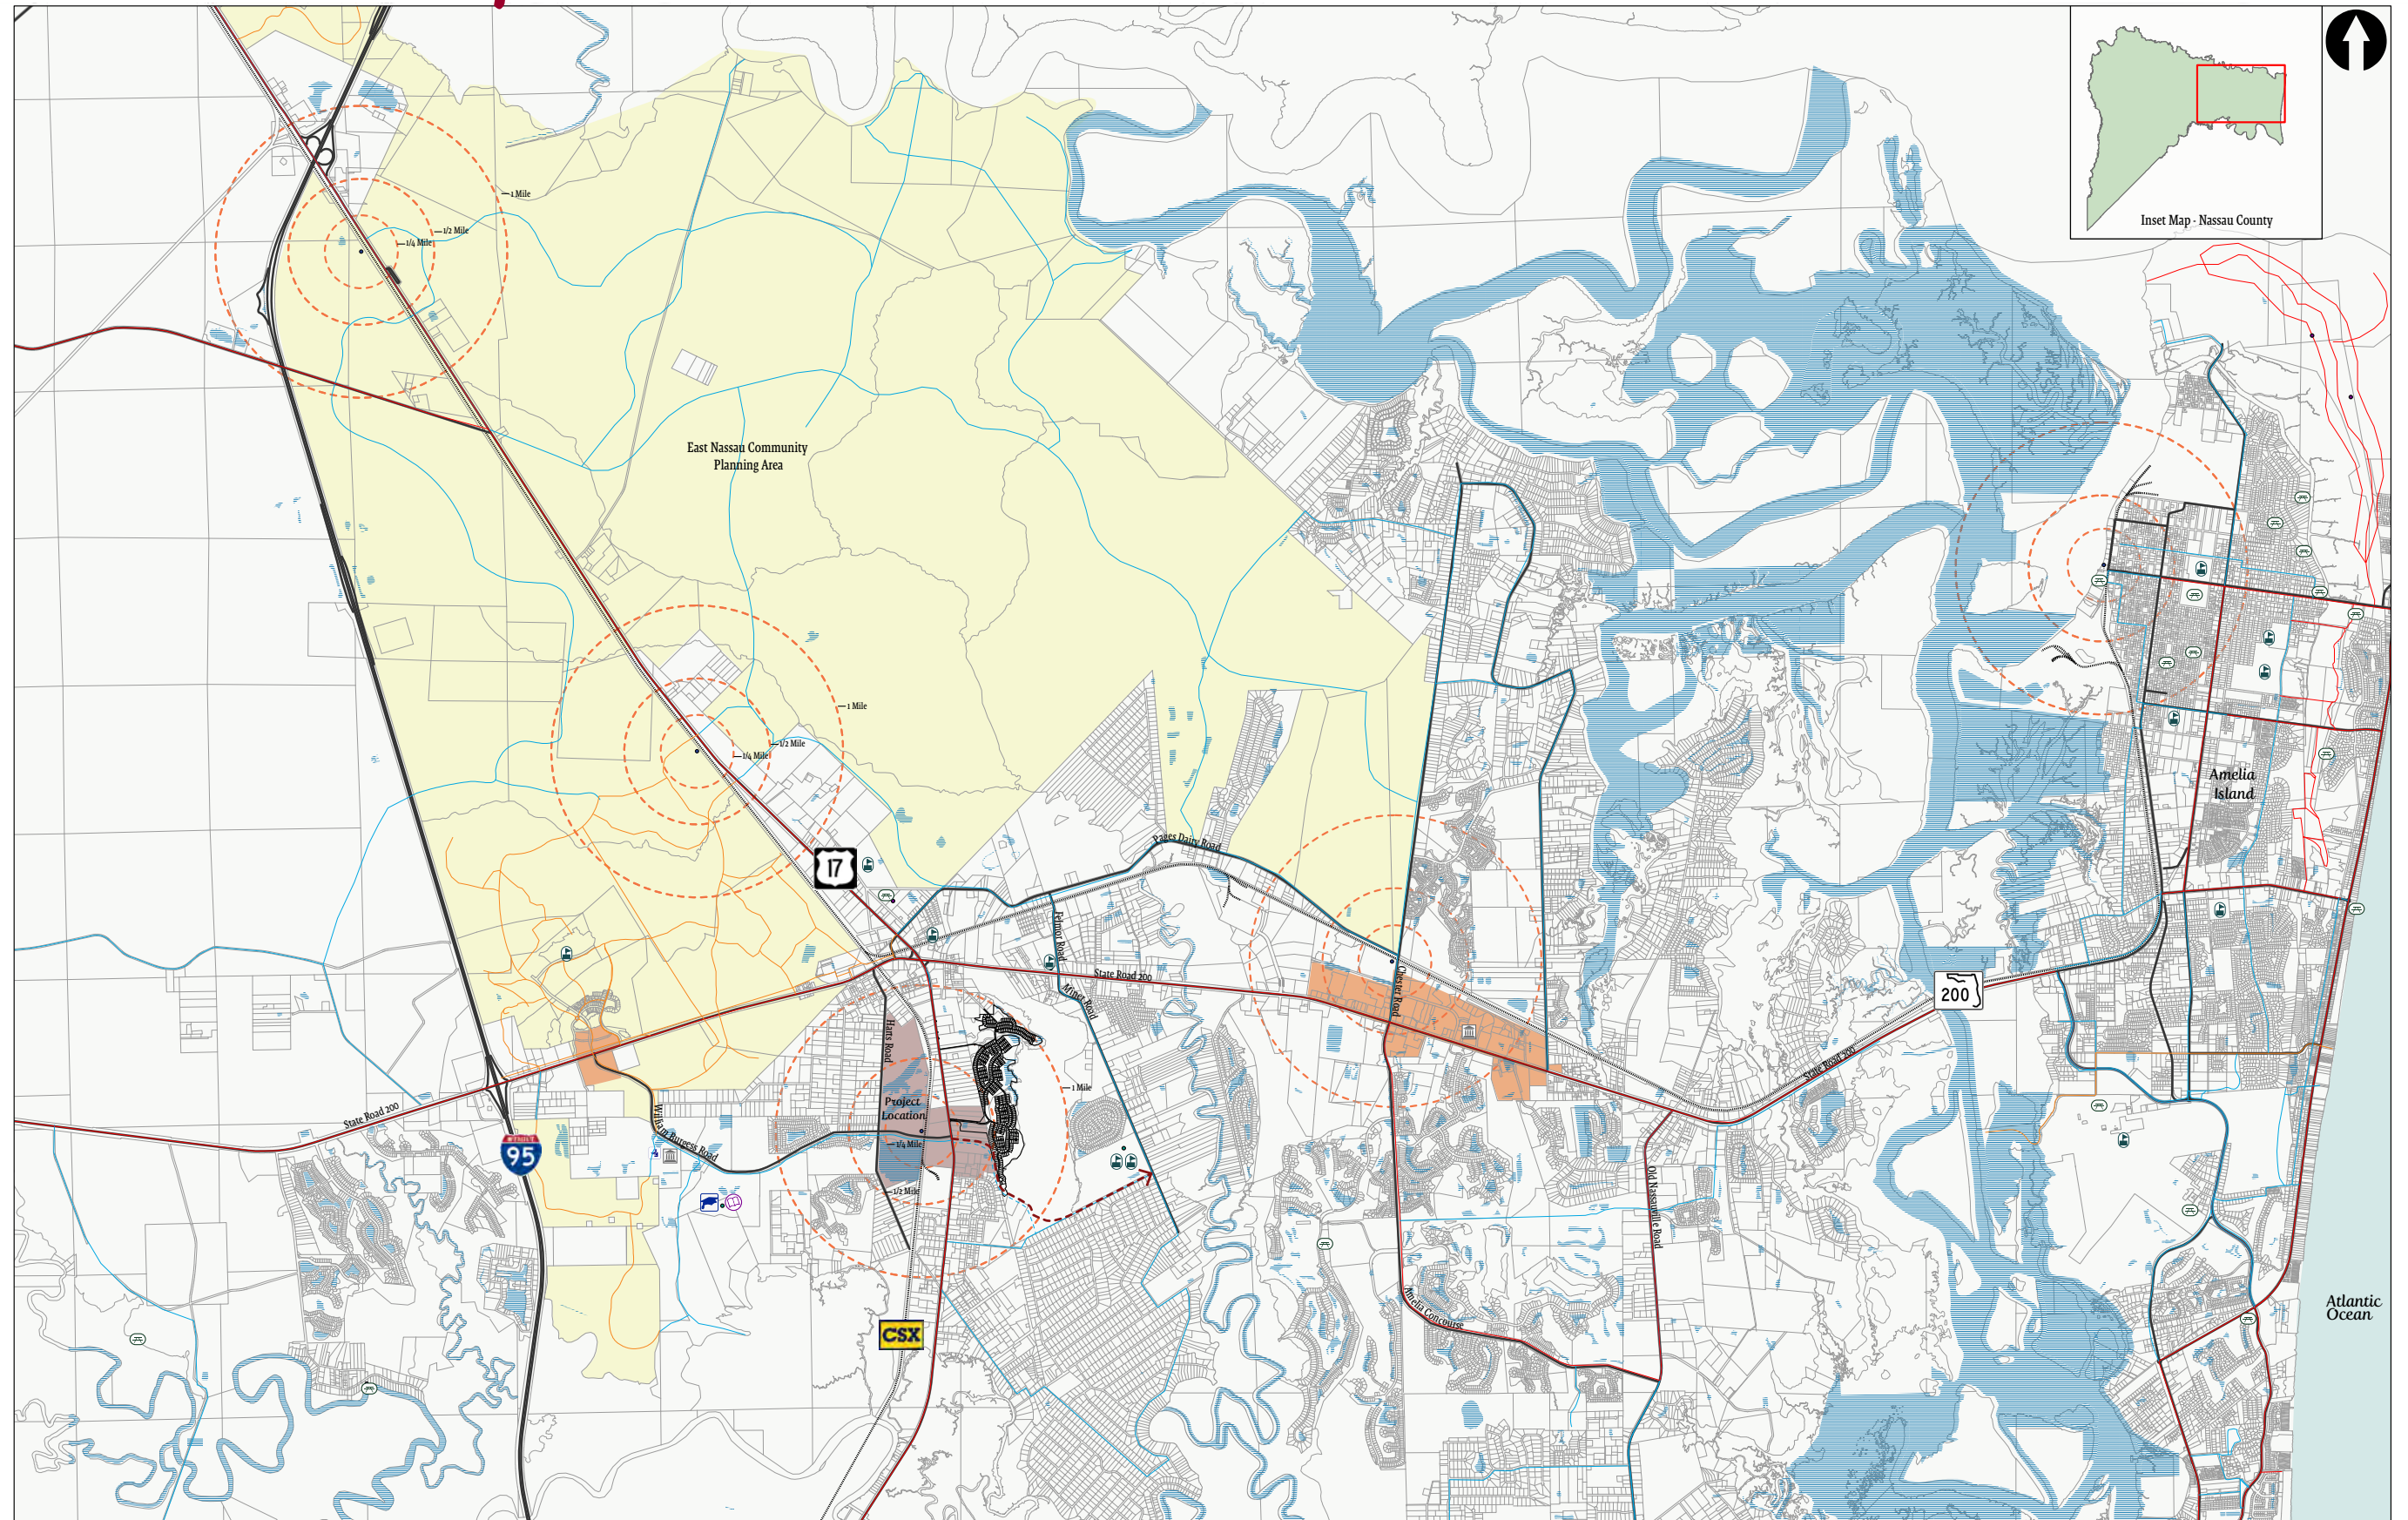 Inset Map - Nassau County
1 Mile
1/2 Mile
1/4 Mile
East Nassau Community
Planning Area
1 Mile
1/2 Mile
1/4 Mile
Amelia
Island
17
Pages Dairy Road
Felmor Road
State Road 200
Miner Road
Chester Road
200
Harts Road
State Road 200
1 Mile
Project
Location
1/4 Mile
1/2 Mile
State Road 200
William Burgess Road
95
Old Nassauville Road
Amelia Concourse
Atlantic
Ocean
CSX